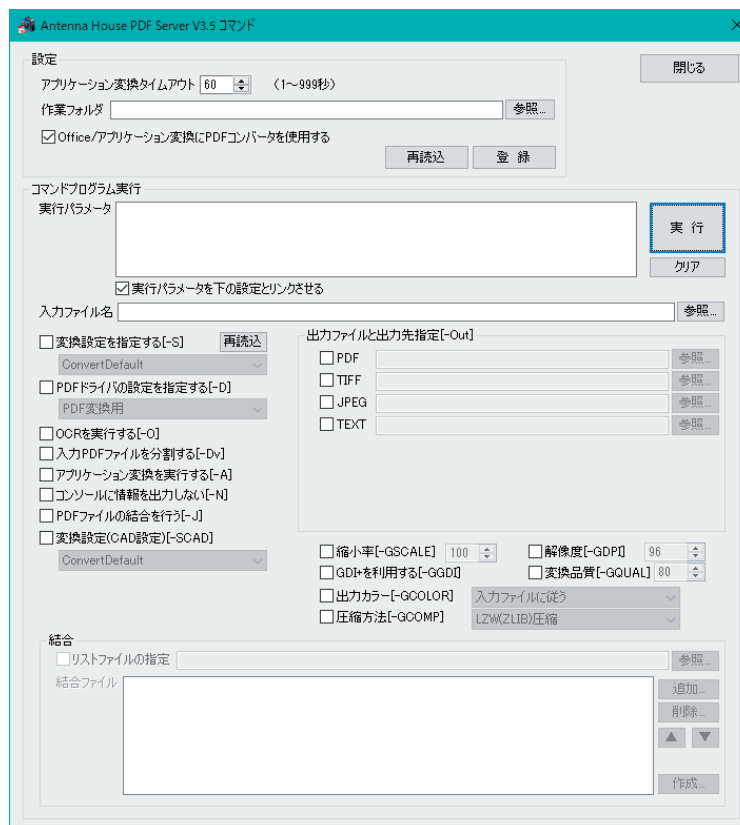 Antenna House PDF Server V3.5 コマンド
設定
閉じる
アプリケーション変換タイムアウト 60 （1～999秒）
作業フォルダ 参照...
Office/アプリケーション変換にPDFコンバータを使用する
再読込 登 録
コマンドプログラム実行
実行パラメータ
実 行
クリア
実行パラメータを下の設定とリンクさせる
入力ファイル名 参照...
変換設定を指定する[-S] 再読込
ConvertDefault
PDFドライバの設定を指定する[-D]
PDF変換用
OCRを実行する[-O]
入力PDFファイルを分割する[-Dv]
アプリケーション変換を実行する[-A]
コンソールに情報を出力しない[-N]
PDFファイルの結合を行う[-J]
変換設定(CAD設定)[-SCAD]
ConvertDefault
出力ファイルと出力先指定[-Out]
PDF 参照...
TIFF 参照...
JPEG 参照...
TEXT 参照...
縮小率[-GSCALE] 100 解像度[-GDPI] 96
GDI+を利用する[-GGDI] 変換品質[-GQUAL] 80
出力カラー[-GCOLOR] 入力ファイルに従う
圧縮方法[-GCOMP] LZW(ZLIB)圧縮
結合
リストファイルの指定 参照...
結合ファイル
追加...
削除...
▲ ▼
作成...